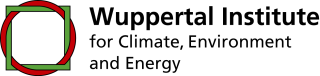 Wuppertal Institute
for Climate, Environment
and Energy